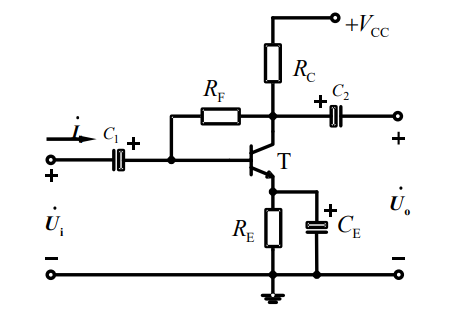 +V_CC
R_C
R_F
C_2
+
İ
C_1
+
+
+
T
U̇_i
R_E
+
C_E
U̇_o
−
−